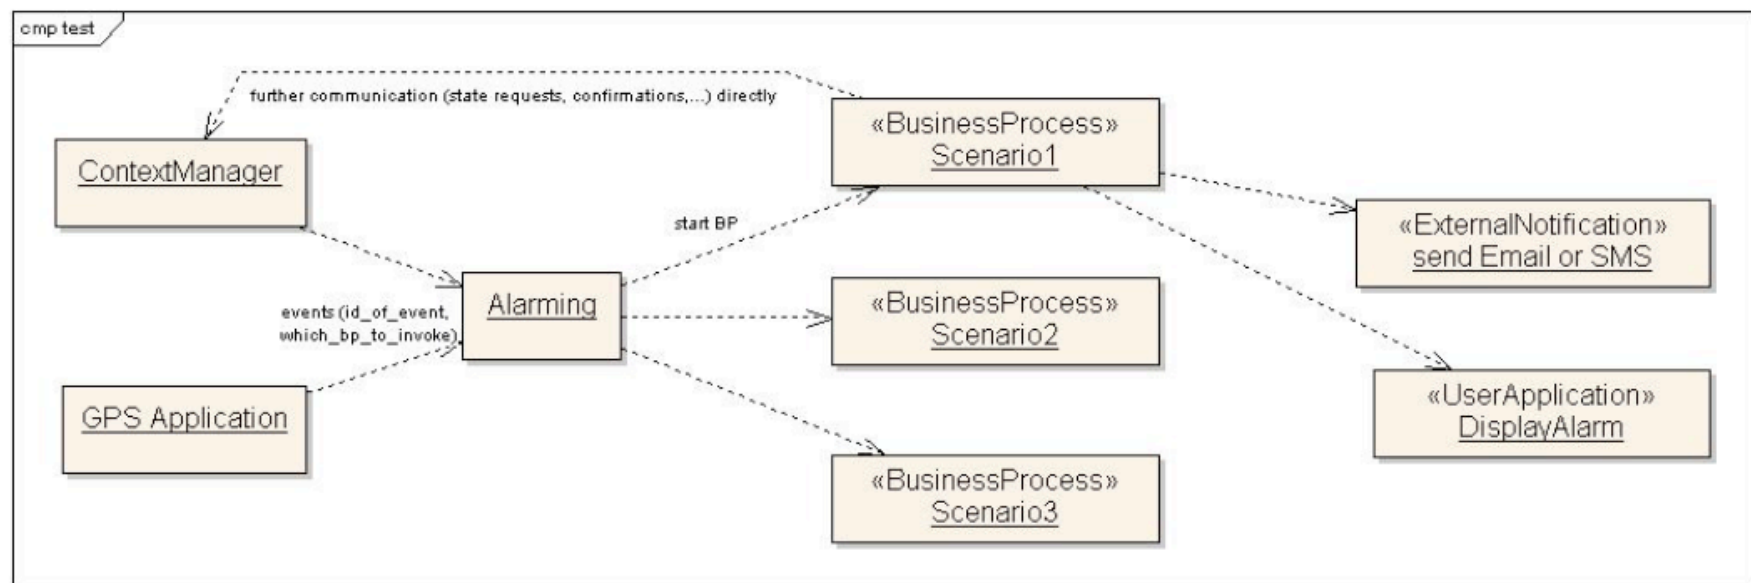 cmp test
further communication (state requests, confirmations,...) directly
«BusinessProcess»
Scenario1
ContextManager
start BP
«ExternalNotification»
send Email or SMS
Alarming
events (id_of_event,
which_bp_to_invoke)
«BusinessProcess»
Scenario2
GPS Application
«UserApplication»
DisplayAlarm
«BusinessProcess»
Scenario3